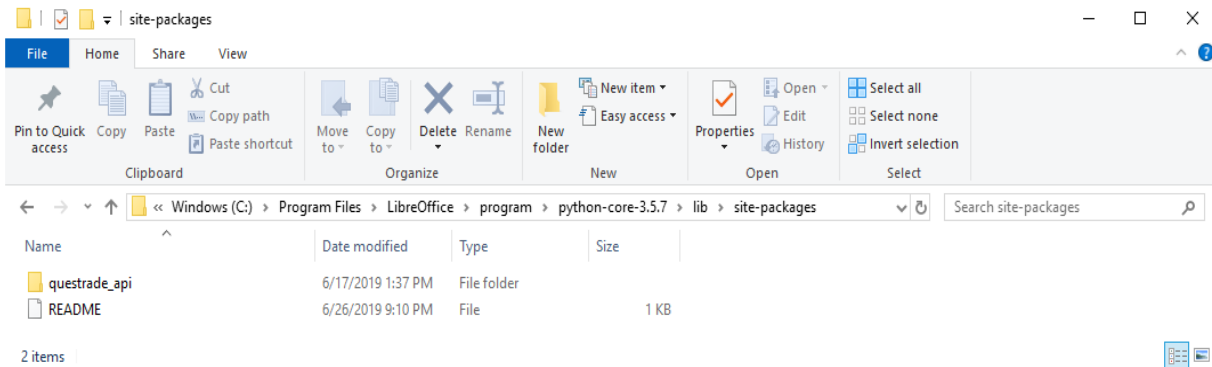 site-packages
File Home Share View ?
Pin to Quick access Copy Paste Cut Copy path Paste shortcut Move to Copy to Delete Rename New folder New item Easy access Properties Open Edit History Select all Select none Invert selection
Clipboard Organize New Open Select
« Windows (C:) > Program Files > LibreOffice > program > python-core-3.5.7 > lib > site-packages Search site-packages
Name Date modified Type Size
questrade_api 6/17/2019 1:37 PM File folder
README 6/26/2019 9:10 PM File 1 KB
2 items